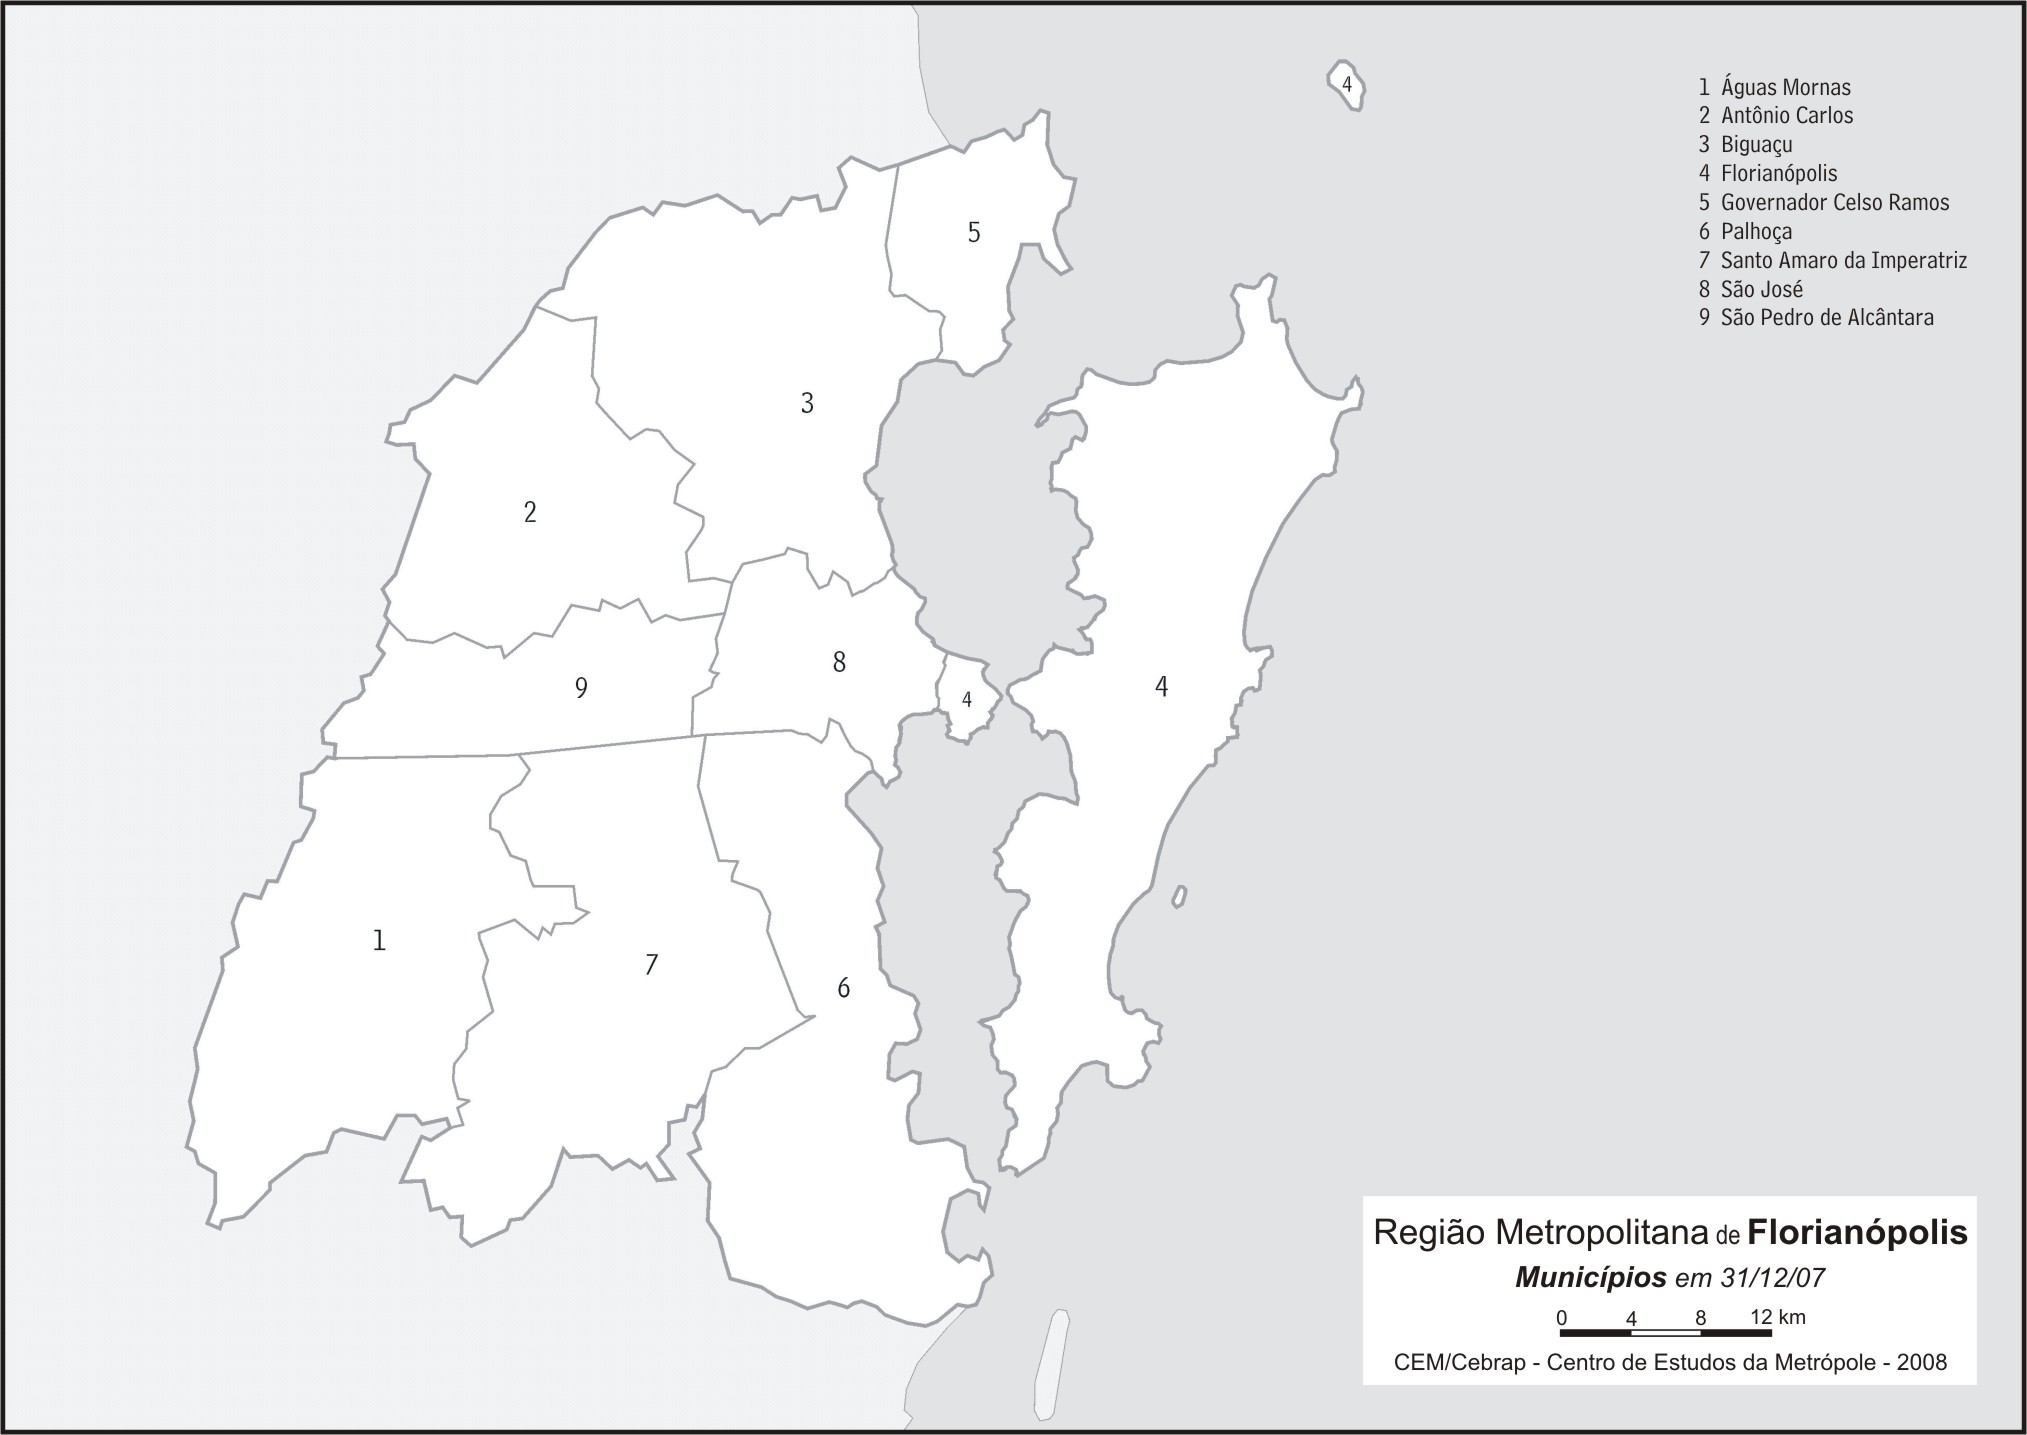 4
1 Águas Mornas
2 Antônio Carlos
3 Biguaçu
4 Florianópolis
5 Governador Celso Ramos
6 Palhoça
7 Santo Amaro da Imperatriz
8 São José
9 São Pedro de Alcântara
5
3
2
8
9
4
4
1
7
6
Região Metropolitana de Florianópolis
Municípios em 31/12/07
0 4 8 12 km
CEM/Cebrap - Centro de Estudos da Metrópole - 2008